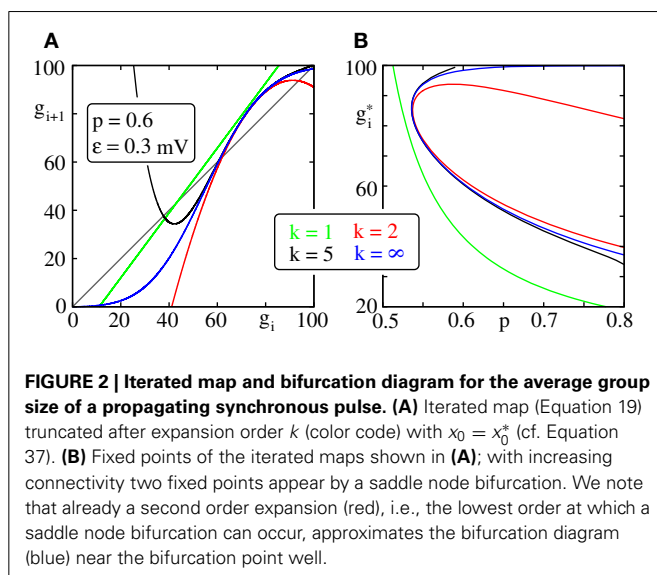 A
B
100
g_{i+1}
60
40
20
0
0 20 40 60 g_i 100
p = 0.6
ε = 0.3 mV
100
g_i^*
60
20
0.5 0.6 p 0.7 0.8
k = 1 k = 2
k = 5 k = ∞
FIGURE 2 | Iterated map and bifurcation diagram for the average group
size of a propagating synchronous pulse. (A) Iterated map (Equation 19)
truncated after expansion order k (color code) with x_0 = x_0^* (cf. Equation
37). (B) Fixed points of the iterated maps shown in (A); with increasing
connectivity two fixed points appear by a saddle node bifurcation. We note
that already a second order expansion (red), i.e., the lowest order at which a
saddle node bifurcation can occur, approximates the bifurcation diagram
(blue) near the bifurcation point well.